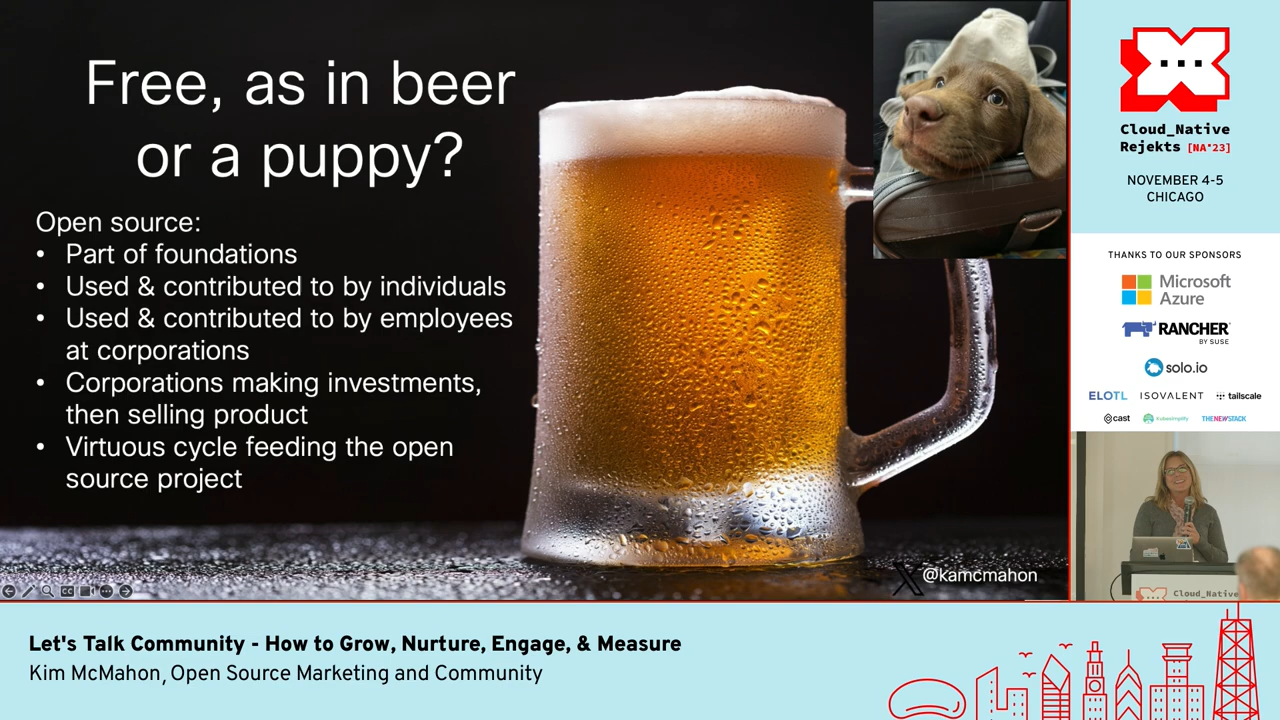 Free, as in beer
or a puppy?
Open source:
• Part of foundations
• Used & contributed to by individuals
• Used & contributed to by employees
at corporations
• Corporations making investments,
then selling product
• Virtuous cycle feeding the open
source project
@kamcmahon
Cloud_Native
Rejekts [NA'23]
NOVEMBER 4-5
CHICAGO
THANKS TO OUR SPONSORS
Microsoft
Azure
RANCHER
BY SUSE
solo.io
ELOTL ISOVALENT tailscale
cast Kubesimplify THENEWSTACK
Cloud_Native
Let's Talk Community - How to Grow, Nurture, Engage, & Measure
Kim McMahon, Open Source Marketing and Community